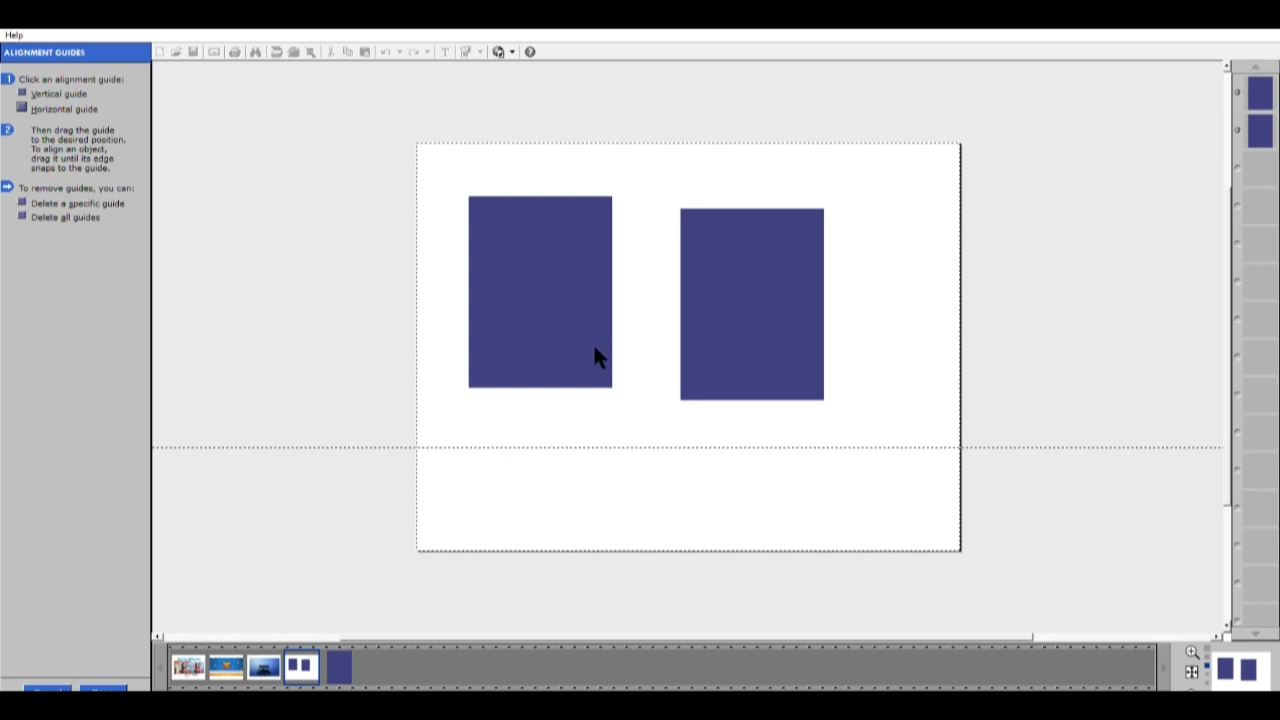 Help
ALIGNMENT GUIDES
1 Click an alignment guide:
Vertical guide
Horizontal guide
2 Then drag the guide
to the desired position.
To align an object,
drag it until its edge
snaps to the guide.
To remove guides, you can:
Delete a specific guide
Delete all guides